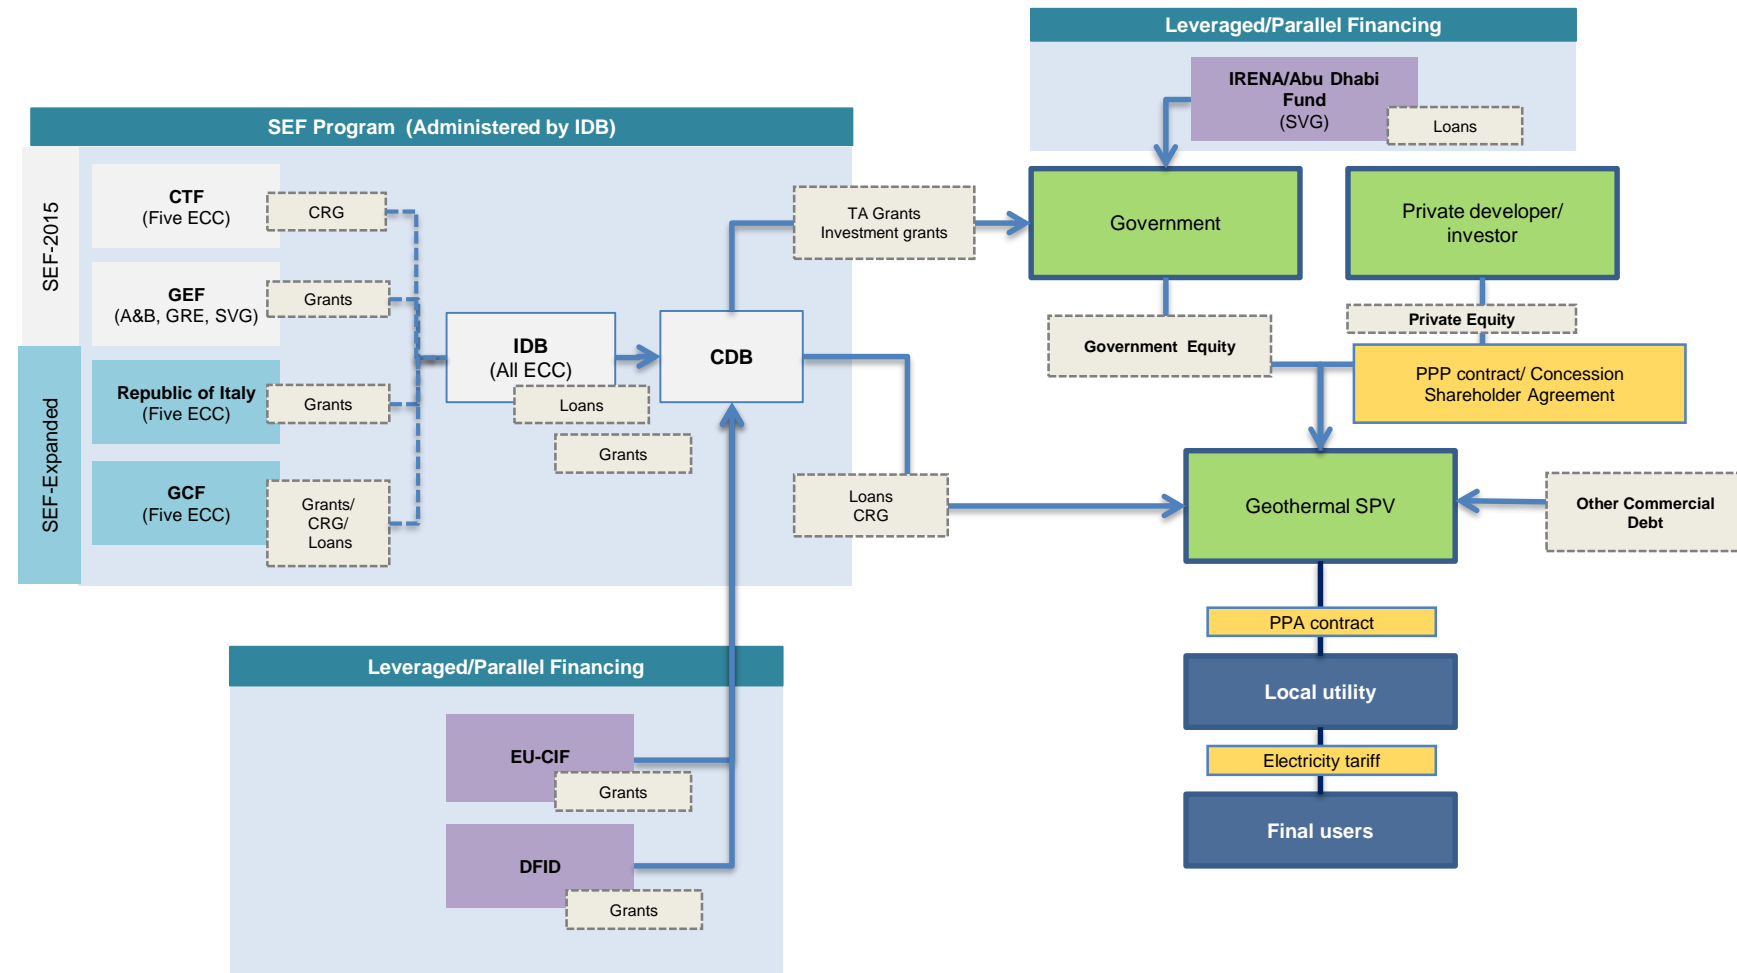 Leveraged/Parallel Financing
IRENA/Abu Dhabi
Fund
(SVG)
Loans
SEF Program (Administered by IDB)
SEF-2015
CTF
(Five ECC)
CRG
GEF
(A&B, GRE, SVG)
Grants
SEF-Expanded
Republic of Italy
(Five ECC)
Grants
GCF
(Five ECC)
Grants/
CRG/
Loans
IDB
(All ECC)
Loans
Grants
CDB
TA Grants
Investment grants
Loans
CRG
Government
Private developer/
investor
Government Equity
Private Equity
PPP contract/ Concession
Shareholder Agreement
Geothermal SPV
Other Commercial
Debt
PPA contract
Local utility
Electricity tariff
Final users
Leveraged/Parallel Financing
EU-CIF
Grants
DFID
Grants